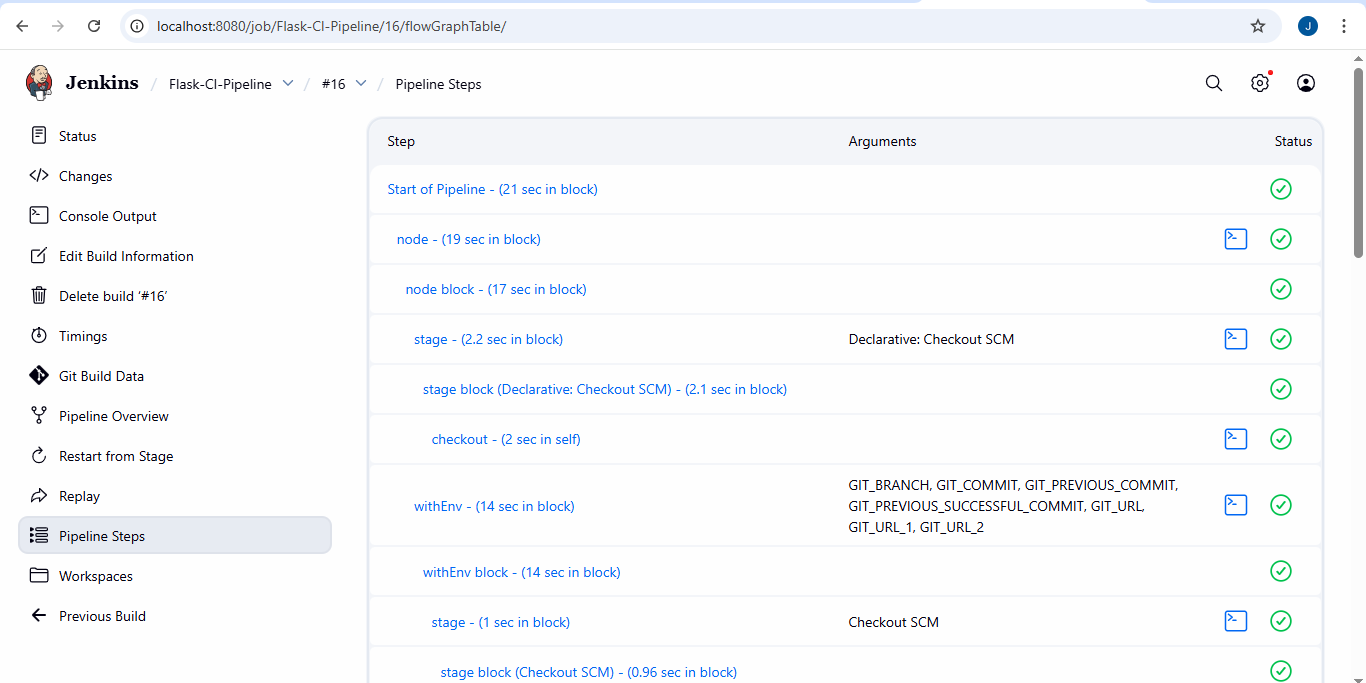 localhost:8080/job/Flask-CI-Pipeline/16/flowGraphTable/
J
Jenkins / Flask-CI-Pipeline / #16 / Pipeline Steps
Status
Changes
Console Output
Edit Build Information
Delete build ‘#16’
Timings
Git Build Data
Pipeline Overview
Restart from Stage
Replay
Pipeline Steps
Workspaces
Previous Build
Step Arguments Status
Start of Pipeline - (21 sec in block)
node - (19 sec in block)
node block - (17 sec in block)
stage - (2.2 sec in block) Declarative: Checkout SCM
stage block (Declarative: Checkout SCM) - (2.1 sec in block)
checkout - (2 sec in self)
withEnv - (14 sec in block) GIT_BRANCH, GIT_COMMIT, GIT_PREVIOUS_COMMIT,
GIT_PREVIOUS_SUCCESSFUL_COMMIT, GIT_URL,
GIT_URL_1, GIT_URL_2
withEnv block - (14 sec in block)
stage - (1 sec in block) Checkout SCM
stage block (Checkout SCM) - (0.96 sec in block)